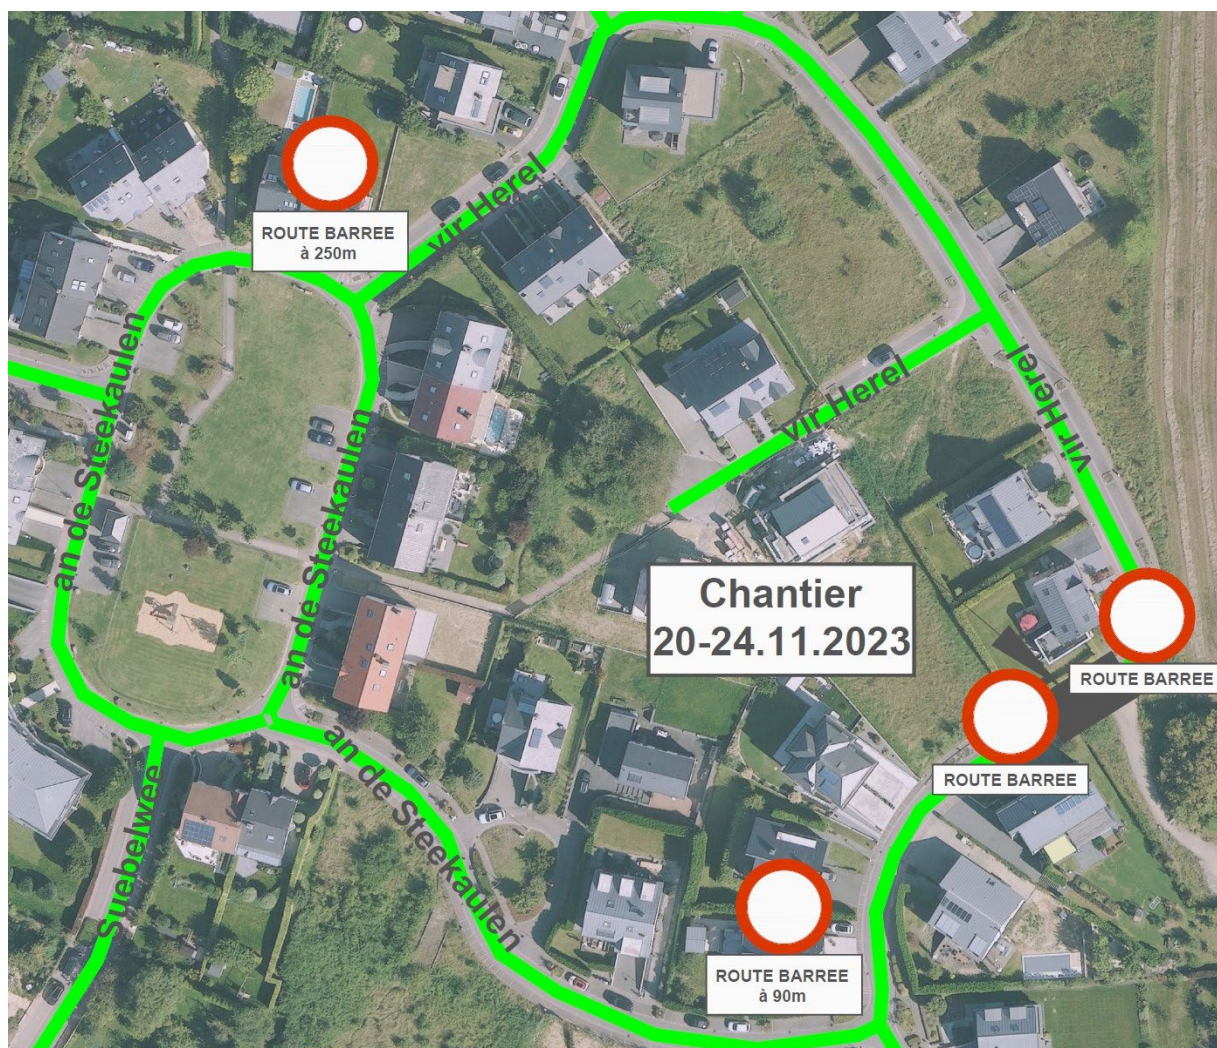 ROUTE BARREE
à 250m
vir Herel
an de Steekaulen
an de Steekaulen
vir Herel
vir Herel
Chantier
20-24.11.2023
ROUTE BARREE
ROUTE BARREE
an de Steekaulen
Stuebelwee
ROUTE BARREE
à 90m